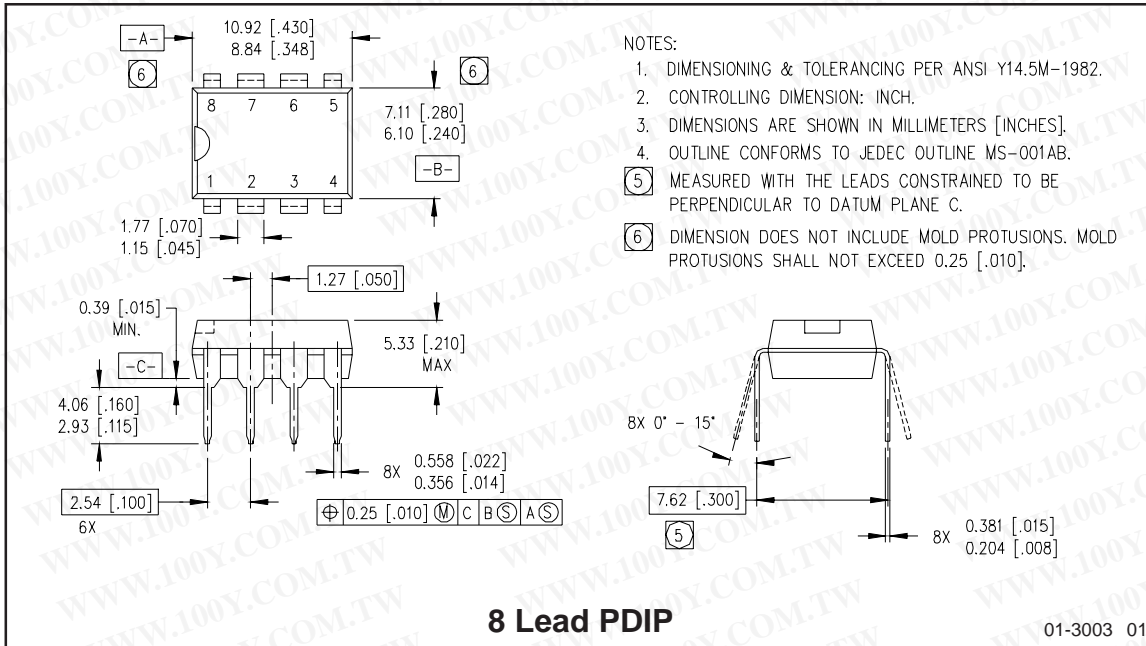 -A-
10.92 [.430]
8.84 [.348]
6
6
8 7 6 5
7.11 [.280]
6.10 [.240]
-B-
1 2 3 4
1.77 [.070]
1.15 [.045]
1.27 [.050]
0.39 [.015]
MIN.
-C-
5.33 [.210]
MAX
4.06 [.160]
2.93 [.115]
8X 0.558 [.022]
0.356 [.014]
2.54 [.100]
6X
⌖ 0.25 [.010] Ⓜ C B Ⓢ A Ⓢ
NOTES:
1. DIMENSIONING & TOLERANCING PER ANSI Y14.5M-1982.
2. CONTROLLING DIMENSION: INCH.
3. DIMENSIONS ARE SHOWN IN MILLIMETERS [INCHES].
4. OUTLINE CONFORMS TO JEDEC OUTLINE MS-001AB.
5 MEASURED WITH THE LEADS CONSTRAINED TO BE
PERPENDICULAR TO DATUM PLANE C.
6 DIMENSION DOES NOT INCLUDE MOLD PROTUSIONS. MOLD
PROTUSIONS SHALL NOT EXCEED 0.25 [.010].
8X 0° - 15°
7.62 [.300]
5
8X 0.381 [.015]
0.204 [.008]
8 Lead PDIP
01-3003 01
WWW.100Y.COM.TW